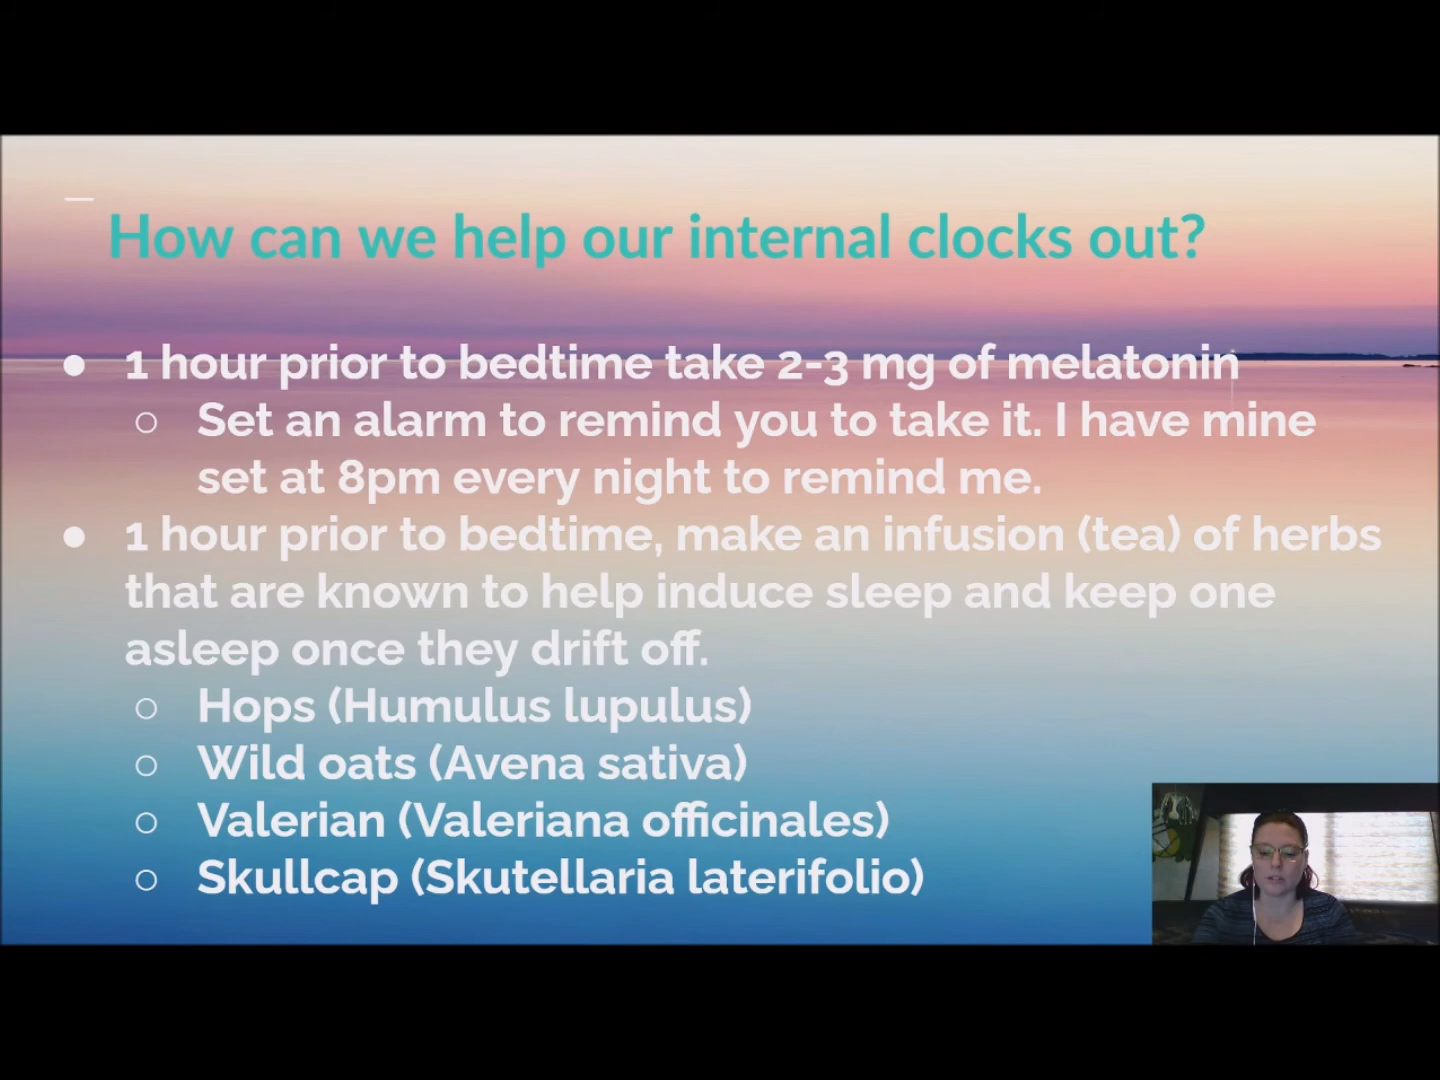 How can we help our internal clocks out?
● 1 hour prior to bedtime take 2-3 mg of melatonin
○ Set an alarm to remind you to take it. I have mine
set at 8pm every night to remind me.
● 1 hour prior to bedtime, make an infusion (tea) of herbs
that are known to help induce sleep and keep one
asleep once they drift off.
○ Hops (Humulus lupulus)
○ Wild oats (Avena sativa)
○ Valerian (Valeriana officinales)
○ Skullcap (Skutellaria laterifolio)